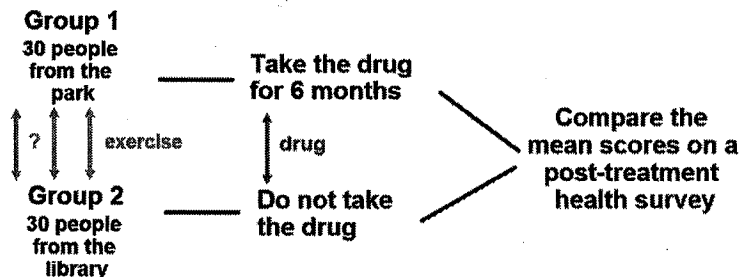 Group 1
30 people
from the
park
Take the drug
for 6 months
? exercise
drug
Compare the
mean scores on a
post-treatment
health survey
Group 2
30 people
from the
library
Do not take
the drug